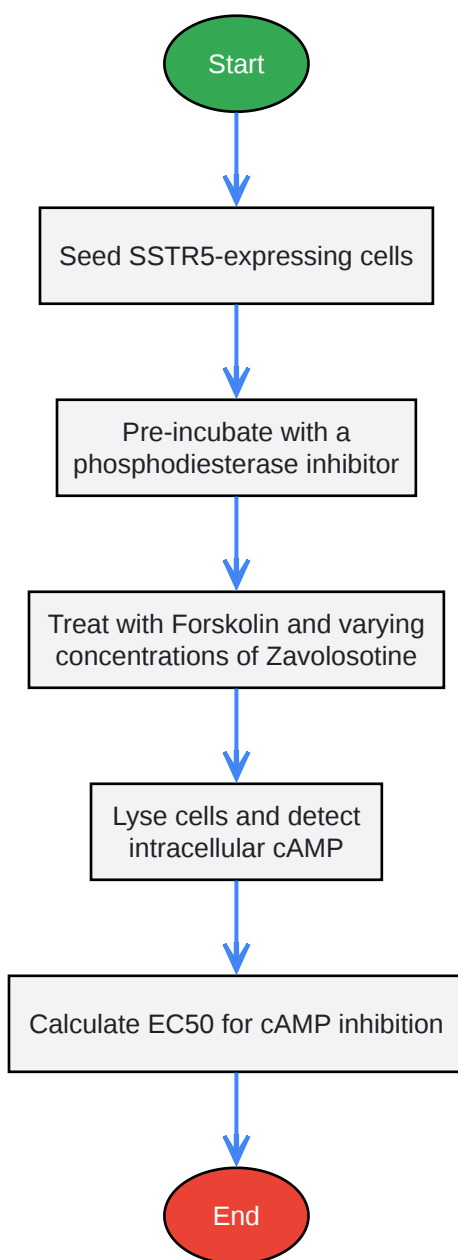 Start
Seed SSTR5-expressing cells
Pre-incubate with a
phosphodiesterase inhibitor
Treat with Forskolin and varying
concentrations of Zavolosotine
Lyse cells and detect
intracellular cAMP
Calculate EC50 for cAMP inhibition
End